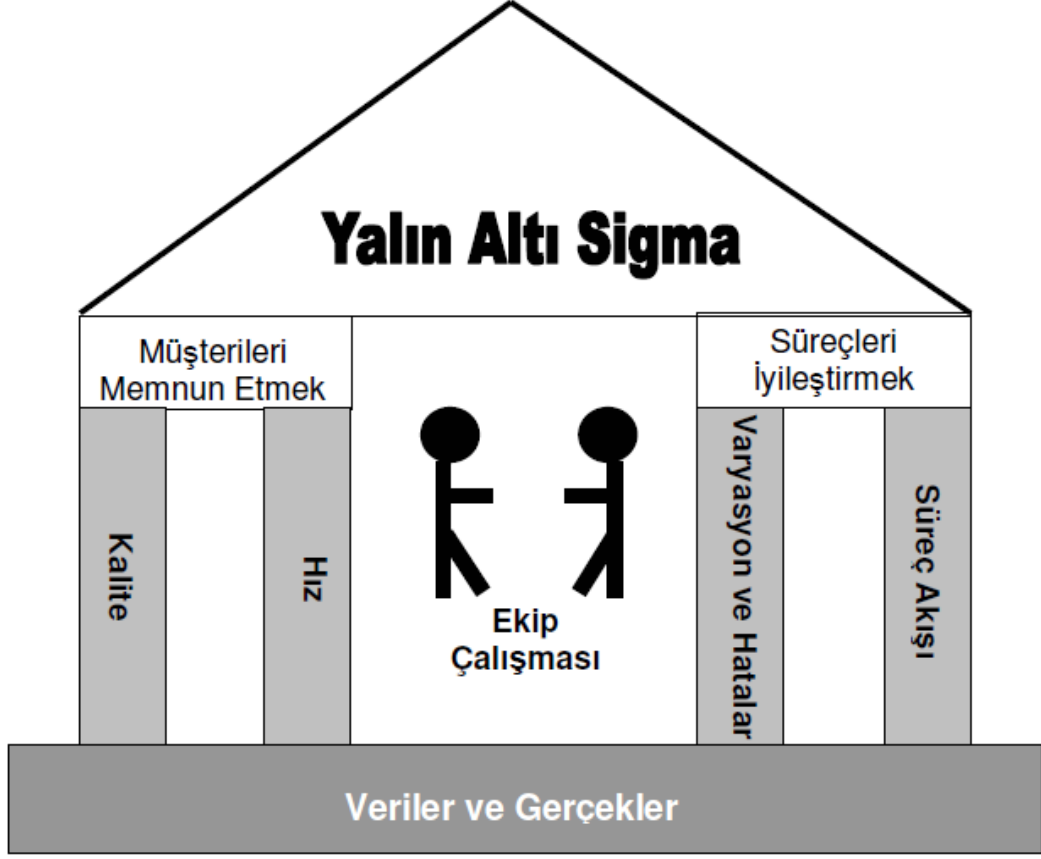 Yalın Altı Sigma
Müşterileri
Memnun Etmek
Süreçleri
İyileştirmek
Kalite
Hız
Ekip
Çalışması
Varyasyon ve Hatalar
Süreç Akışı
Veriler ve Gerçekler